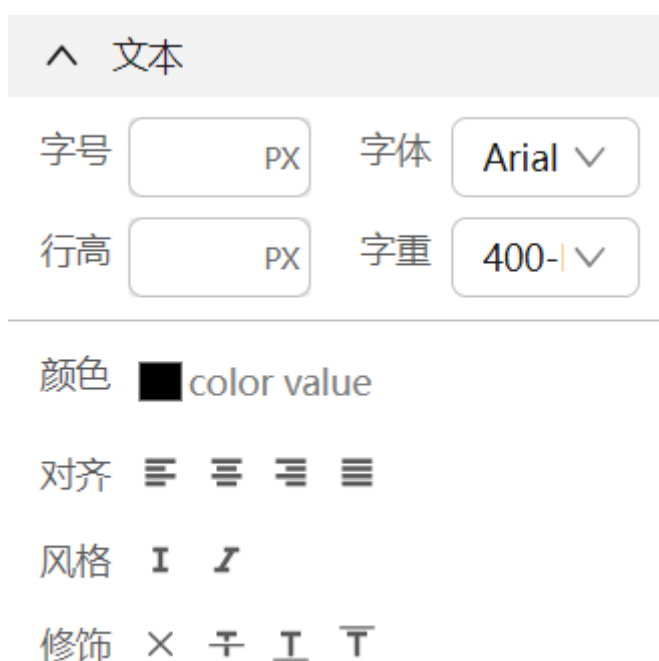 文本
字号 PX 字体 Arial
行高 PX 字重 400-
颜色 color value
对齐
风格
修饰